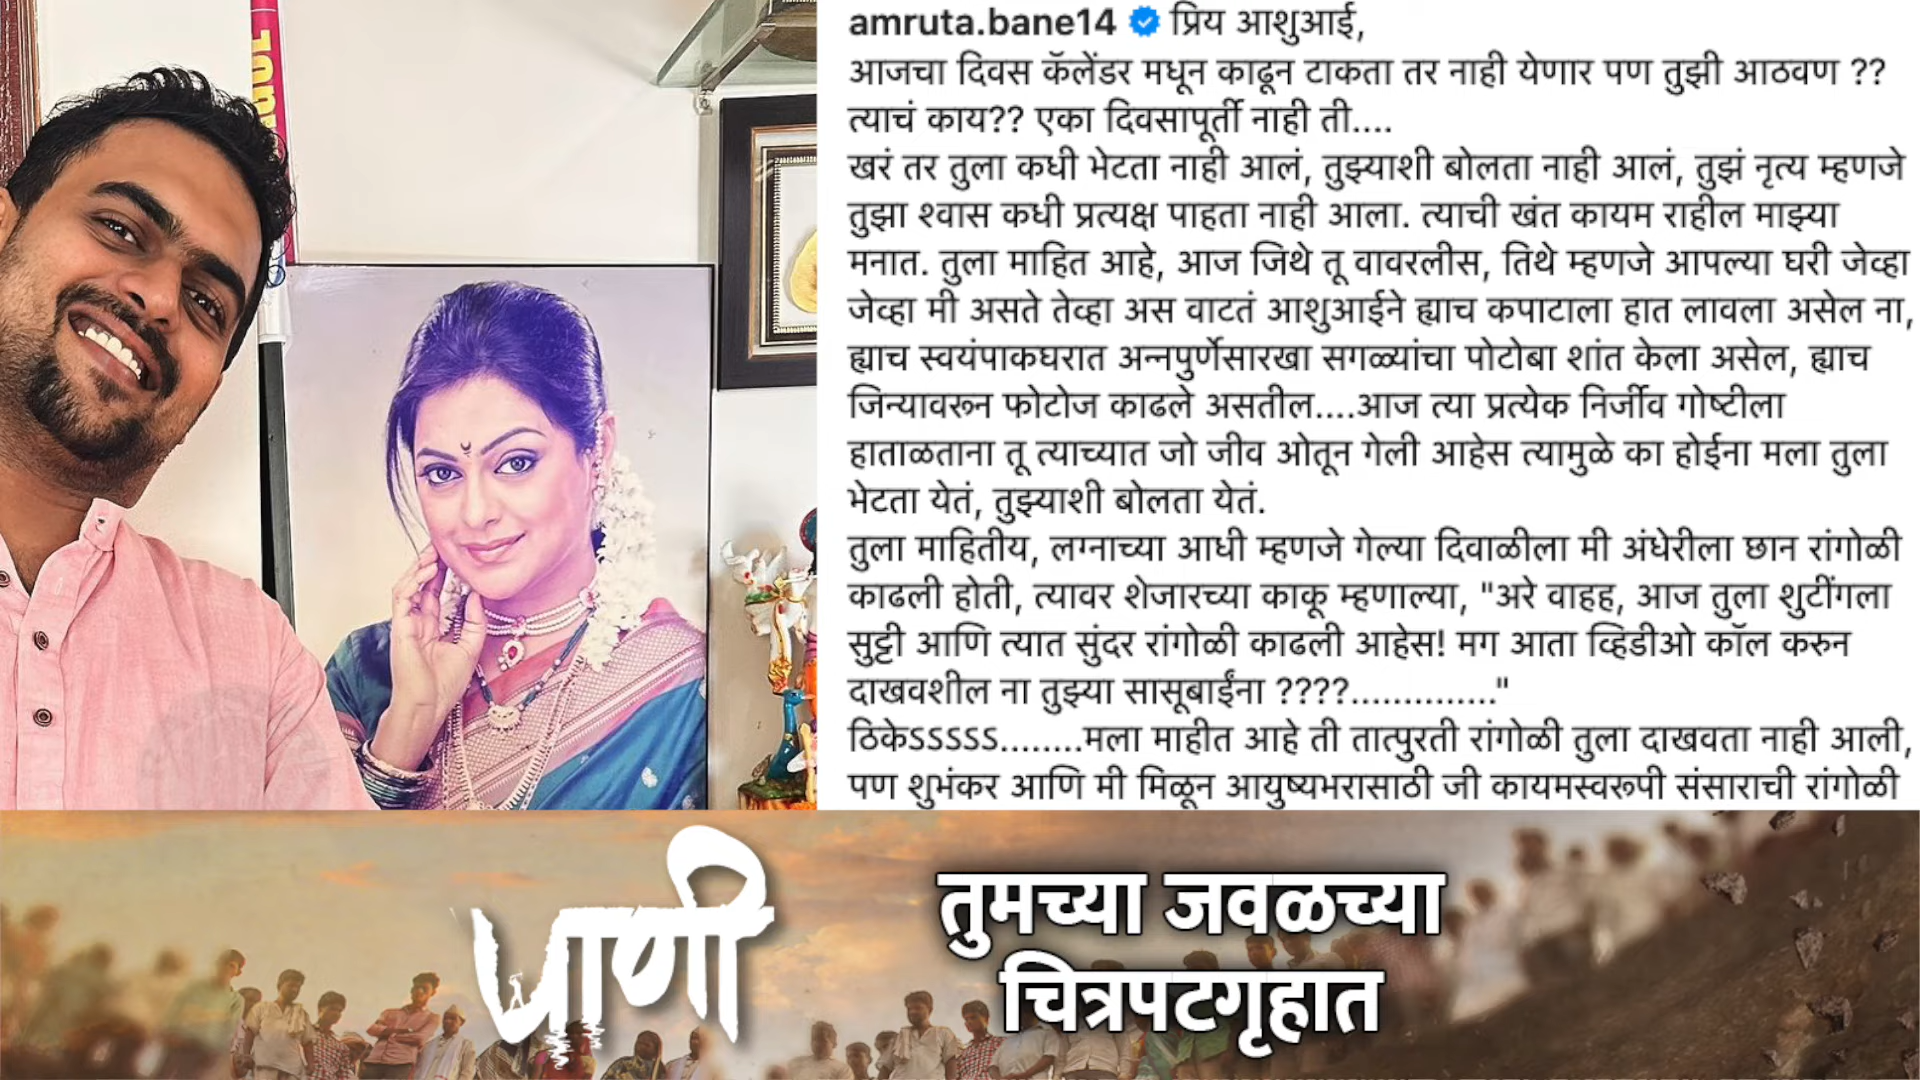 amruta.bane14 प्रिय आशुआई,
आजचा दिवस कॅलेंडर मधून काढून टाकता तर नाही येणार पण तुझी आठवण ??
त्याचं काय?? एका दिवसापूर्ती नाही ती....
खरं तर तुला कधी भेटता नाही आलं, तुझ्याशी बोलता नाही आलं, तुझं नृत्य म्हणजे
तुझा श्वास कधी प्रत्यक्ष पाहता नाही आला. त्याची खंत कायम राहील माझ्या
मनात. तुला माहित आहे, आज जिथे तू वावरलीस, तिथे म्हणजे आपल्या घरी जेव्हा
जेव्हा मी असते तेव्हा अस वाटतं आशुआईने ह्याच कपाटाला हात लावला असेल ना,
ह्याच स्वयंपाकघरात अन्नपुर्णेसारखा सगळ्यांचा पोटोबा शांत केला असेल, ह्याच
जिन्यावरून फोटोज काढले असतील....आज त्या प्रत्येक निर्जीव गोष्टीला
हाताळताना तू त्याच्यात जो जीव ओतून गेली आहेस त्यामुळे का होईना मला तुला
भेटता येतं, तुझ्याशी बोलता येतं.
तुला माहितीय, लग्नाच्या आधी म्हणजे गेल्या दिवाळीला मी अंधेरीला छान रांगोळी
काढली होती, त्यावर शेजारच्या काकू म्हणाल्या, "अरे वाहह, आज तुला शुटींगला
सुट्टी आणि त्यात सुंदर रांगोळी काढली आहेस! मग आता व्हिडीओ कॉल करुन
दाखवशील ना तुझ्या सासूबाईंना ????.............."
ठिकेSSSSS........मला माहीत आहे ती तात्पुरती रांगोळी तुला दाखवता नाही आली,
पण शुभंकर आणि मी मिळून आयुष्यभरासाठी जी कायमस्वरूपी संसाराची रांगोळी
पाणी
तुमच्या जवळच्या
चित्रपटगृहात